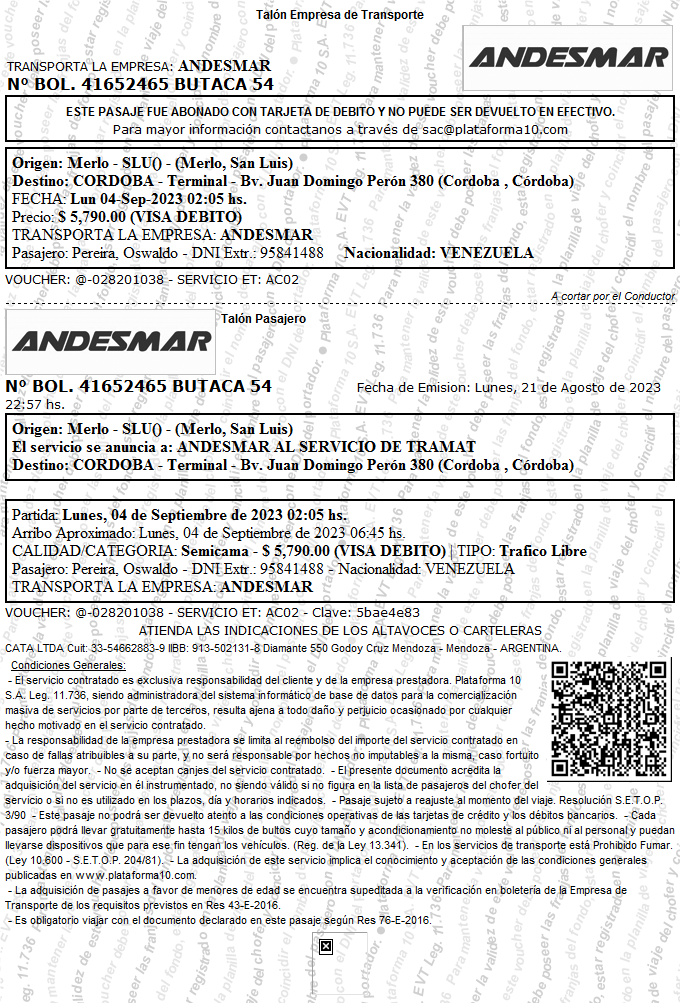 Talón Empresa de Transporte
ANDESMAR
TRANSPORTA LA EMPRESA: ANDESMAR
Nº BOL. 41652465 BUTACA 54
ESTE PASAJE FUE ABONADO CON TARJETA DE DEBITO Y NO PUEDE SER DEVUELTO EN EFECTIVO.
Para mayor información contactanos a través de sac@plataforma10.com
Origen: Merlo - SLU() - (Merlo, San Luis)
Destino: CORDOBA - Terminal - Bv. Juan Domingo Perón 380 (Cordoba , Córdoba)
FECHA: Lun 04-Sep-2023 02:05 hs.
Precio: $ 5,790.00 (VISA DEBITO)
TRANSPORTA LA EMPRESA: ANDESMAR
Pasajero: Pereira, Oswaldo - DNI Extr.: 95841488 Nacionalidad: VENEZUELA
VOUCHER: @-028201038 - SERVICIO ET: AC02
A cortar por el Conductor
ANDESMAR
Talón Pasajero
Nº BOL. 41652465 BUTACA 54 Fecha de Emision: Lunes, 21 de Agosto de 2023
22:57 hs.
Origen: Merlo - SLU() - (Merlo, San Luis)
El servicio se anuncia a: ANDESMAR AL SERVICIO DE TRAMAT
Destino: CORDOBA - Terminal - Bv. Juan Domingo Perón 380 (Cordoba , Córdoba)
Partida: Lunes, 04 de Septiembre de 2023 02:05 hs.
Arribo Aproximado: Lunes, 04 de Septiembre de 2023 06:45 hs.
CALIDAD/CATEGORIA: Semicama - $ 5,790.00 (VISA DEBITO) | TIPO: Trafico Libre
Pasajero: Pereira, Oswaldo - DNI Extr.: 95841488 - Nacionalidad: VENEZUELA
TRANSPORTA LA EMPRESA: ANDESMAR
VOUCHER: @-028201038 - SERVICIO ET: AC02 - Clave: 5bae4e83
ATIENDA LAS INDICACIONES DE LOS ALTAVOCES O CARTELERAS
CATA LTDA Cuit: 33-54662883-9 IIBB: 913-502131-8 Diamante 550 Godoy Cruz Mendoza - Mendoza - ARGENTINA.
Condiciones Generales:
- El servicio contratado es exclusiva responsabilidad del cliente y de la empresa prestadora. Plataforma 10
S.A. Leg. 11.736, siendo administradora del sistema informático de base de datos para la comercialización
masiva de servicios por parte de terceros, resulta ajena a todo daño y perjuicio ocasionado por cualquier
hecho motivado en el servicio contratado.
- La responsabilidad de la empresa prestadora se limita al reembolso del importe del servicio contratado en
caso de fallas atribuibles a su parte, y no será responsable por hechos no imputables a la misma, caso fortuito
y/o fuerza mayor. - No se aceptan canjes del servicio contratado. - El presente documento acredita la
adquisición del servicio en él instrumentado, no siendo válido si no figura en la lista de pasajeros del chofer del
servicio o si no es utilizado en los plazos, día y horarios indicados. - Pasaje sujeto a reajuste al momento del viaje. Resolución S.E.T.O.P.
3/90 - Este pasaje no podrá ser devuelto atento a las condiciones operativas de las tarjetas de crédito y los débitos bancarios. - Cada
pasajero podrá llevar gratuitamente hasta 15 kilos de bultos cuyo tamaño y acondicionamiento no moleste al público ni al personal y puedan
llevarse dispositivos que para ese fin tengan los vehículos. (Reg. de la Ley 13.341). - En los servicios de transporte está Prohibido Fumar.
(Ley 10.600 - S.E.T.O.P. 204/81). - La adquisición de este servicio implica el conocimiento y aceptación de las condiciones generales
publicadas en www.plataforma10.com.
- La adquisición de pasajes a favor de menores de edad se encuentra supeditada a la verificación en boletería de la Empresa de
Transporte de los requisitos previstos en Res 43-E-2016.
- Es obligatorio viajar con el documento declarado en este pasaje según Res 76-E-2016.